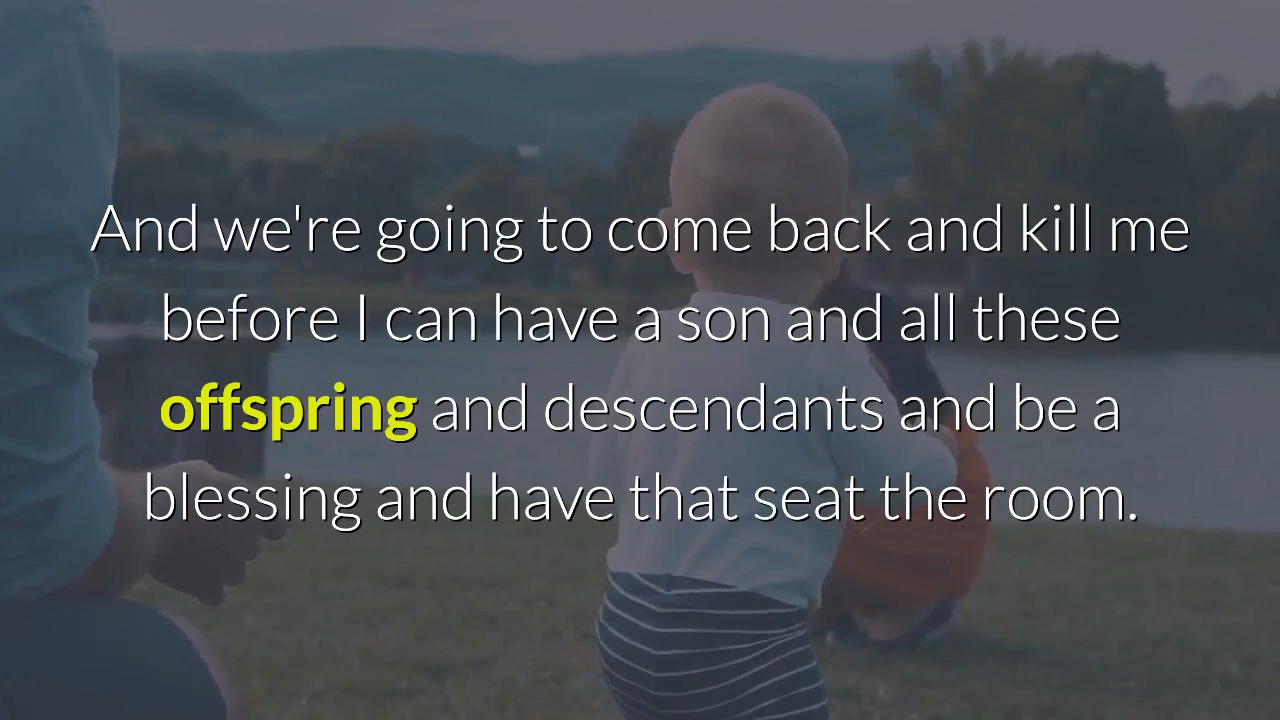 And we're going to come back and kill me
before I can have a son and all these
offspring and descendants and be a
blessing and have that seat the room.